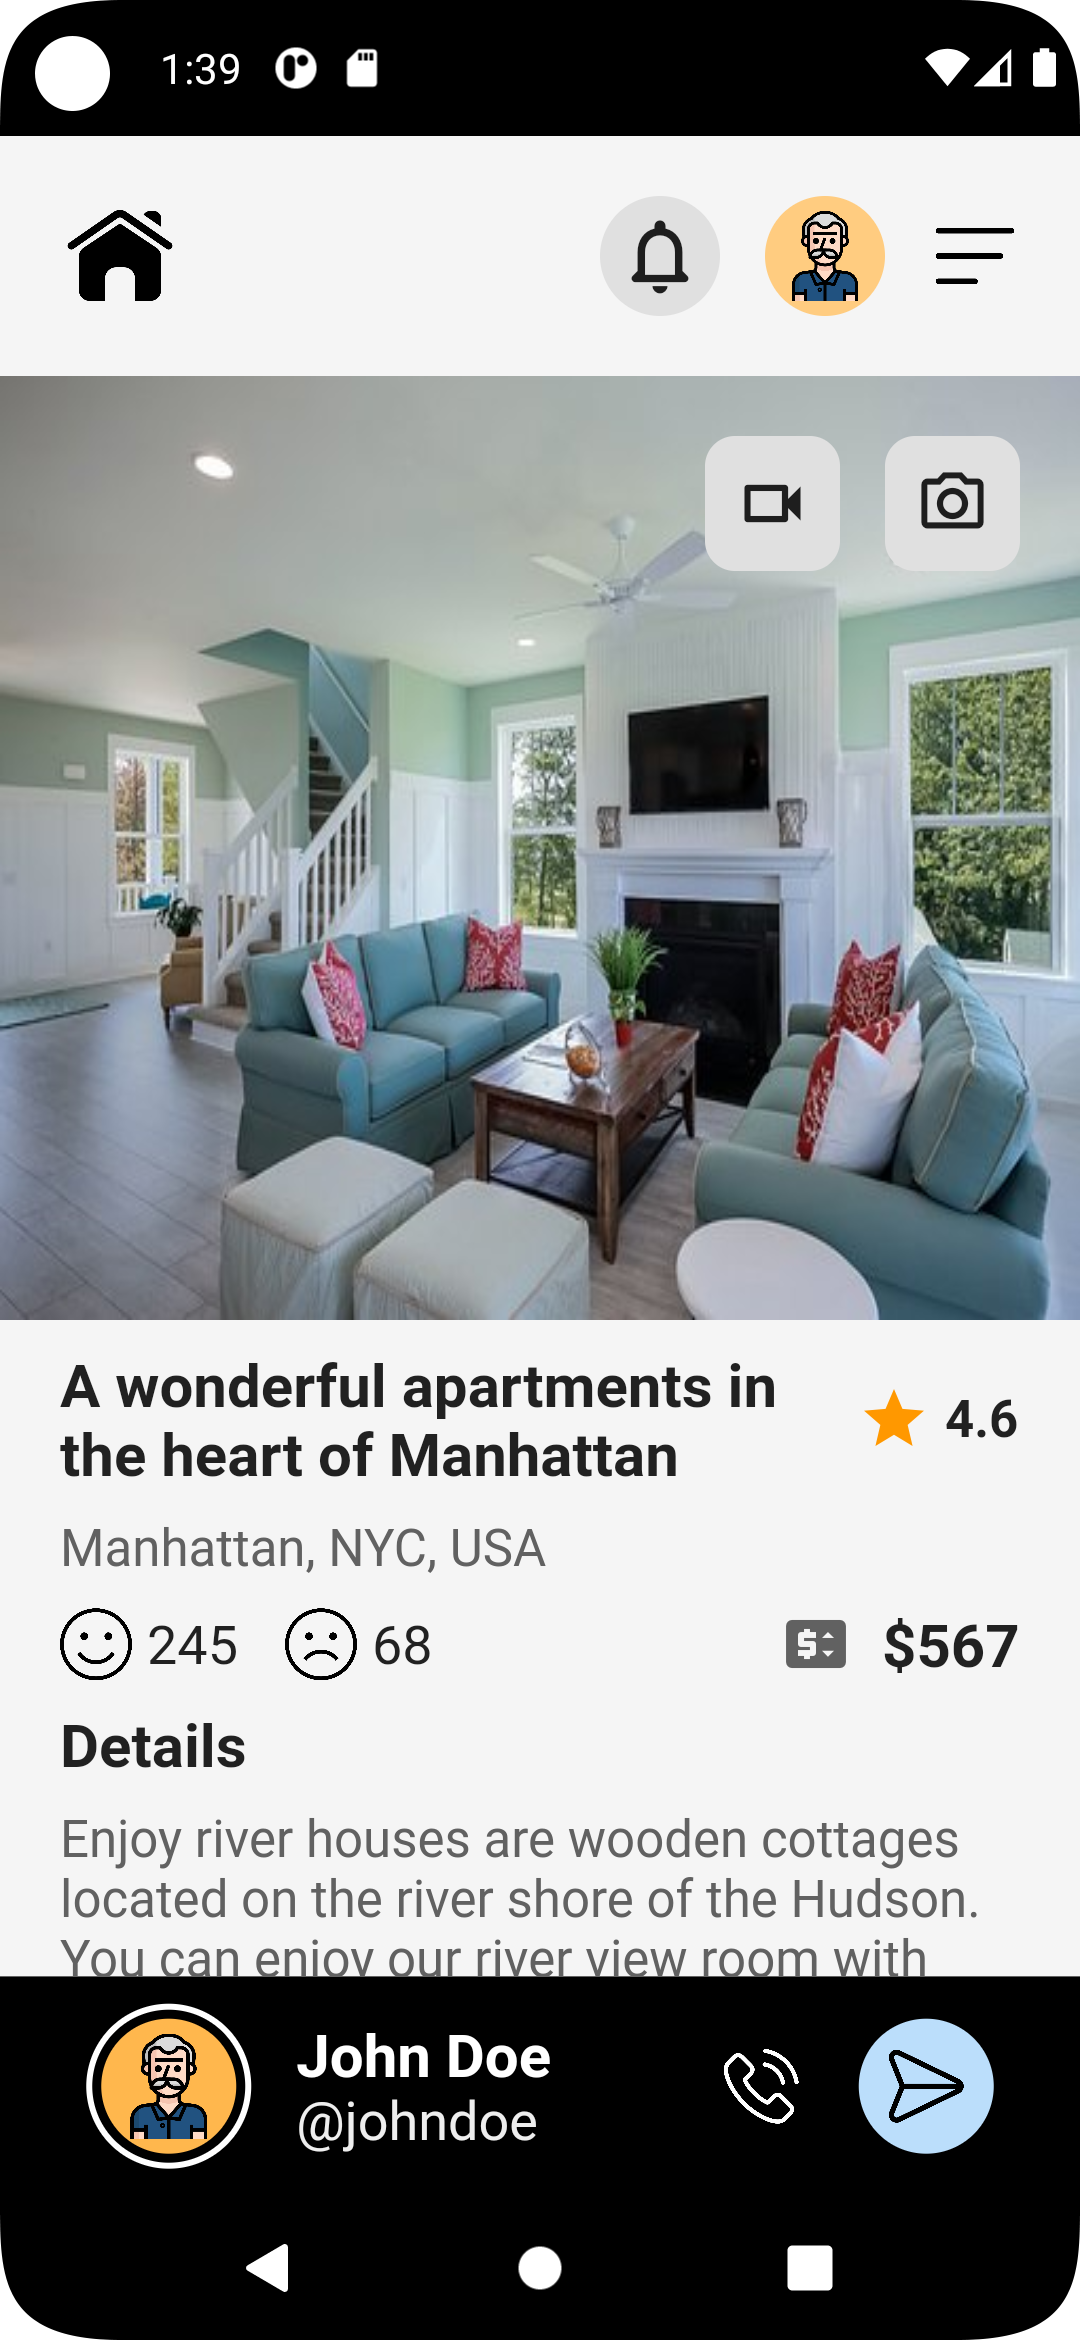 1:39
A wonderful apartments in
the heart of Manhattan
4.6
Manhattan, NYC, USA
245
68
$567
Details
Enjoy river houses are wooden cottages
located on the river shore of the Hudson.
You can enjoy our river view room with
John Doe
@johndoe